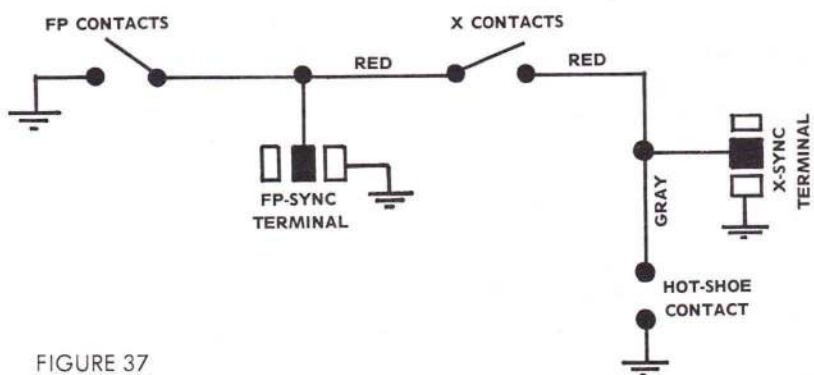 FP CONTACTS
X CONTACTS
RED
RED
FP-SYNC
TERMINAL
X-SYNC
TERMINAL
GRAY
HOT-SHOE
CONTACT
FIGURE 37